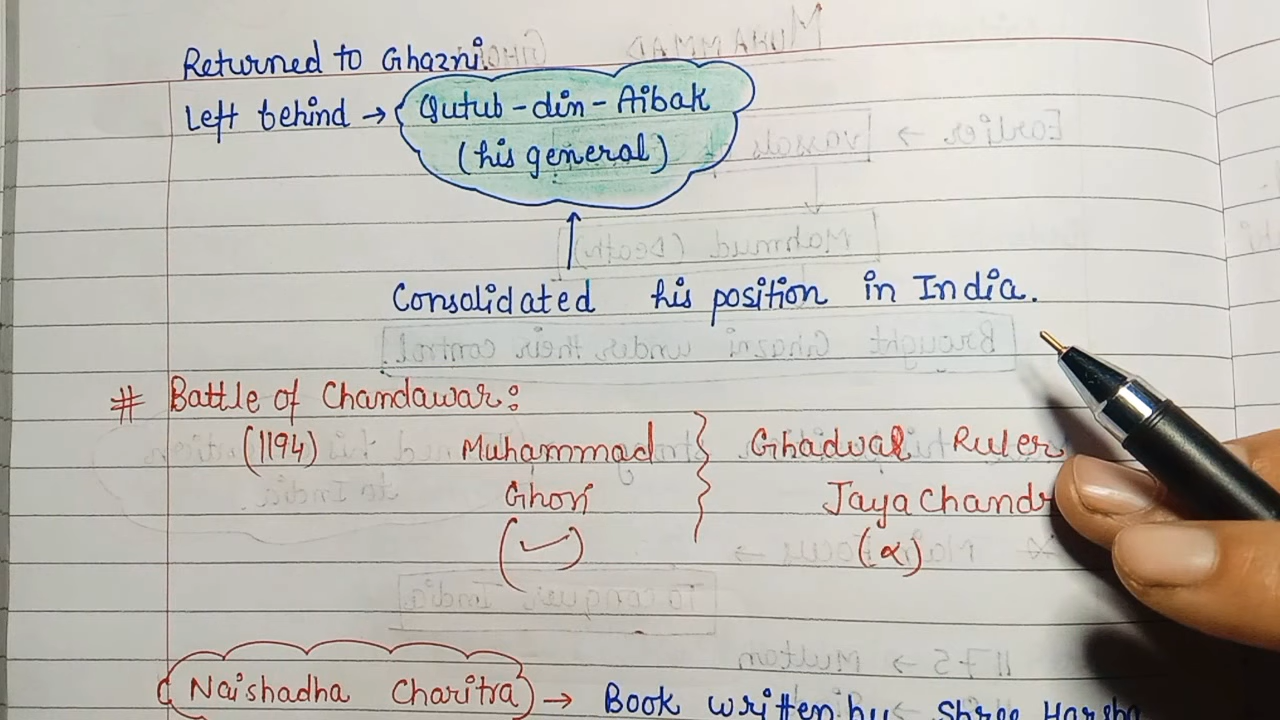 Returned to Ghazni
Left behind → Qutub-din-Aibak
(his general)
Consolidated his position in India.
# Battle of Chandawar:
(1194) Muhammad Ghadwal Ruler
Ghori Jaya Chand
Naishadha Charitra → Book written by Shree Harsha